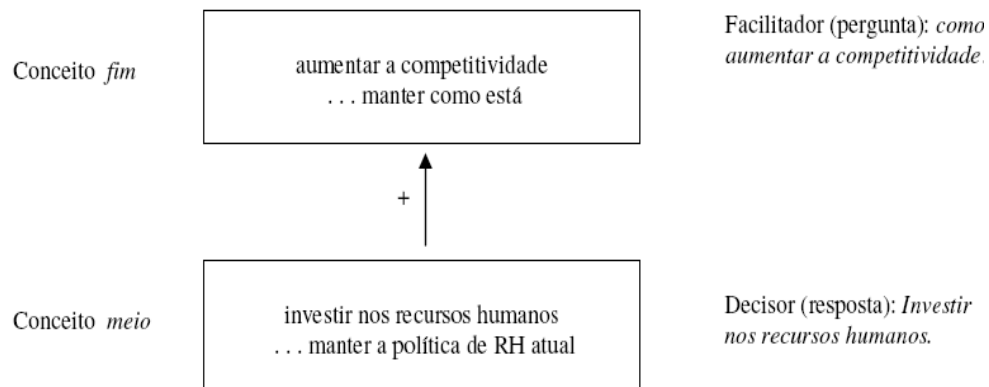 Facilitador (pergunta): como
aumentar a competitividade
Conceito fim
aumentar a competitividade
. . . manter como está
+
Conceito meio
investir nos recursos humanos
. . . manter a política de RH atual
Decisor (resposta): Investir
nos recursos humanos.